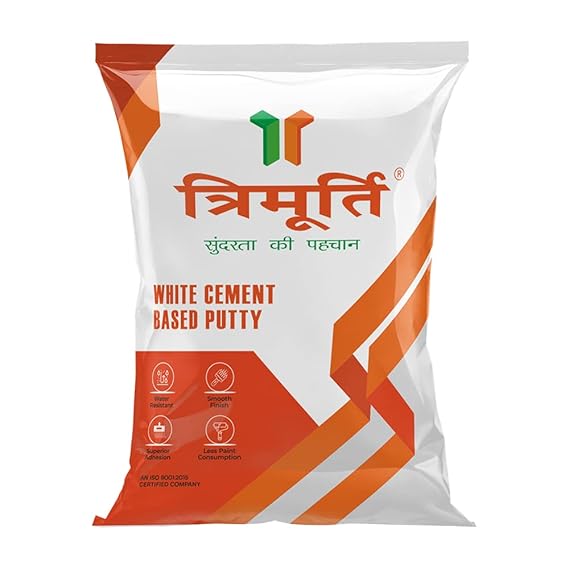 त्रिमूर्ति ®
सुंदरता की पहचान
WHITE CEMENT
BASED PUTTY
Water
Resistant
Smooth
Finish
Superior
Adhesion
Less Paint
Consumption
AN ISO 9001:2015
CERTIFIED COMPANY